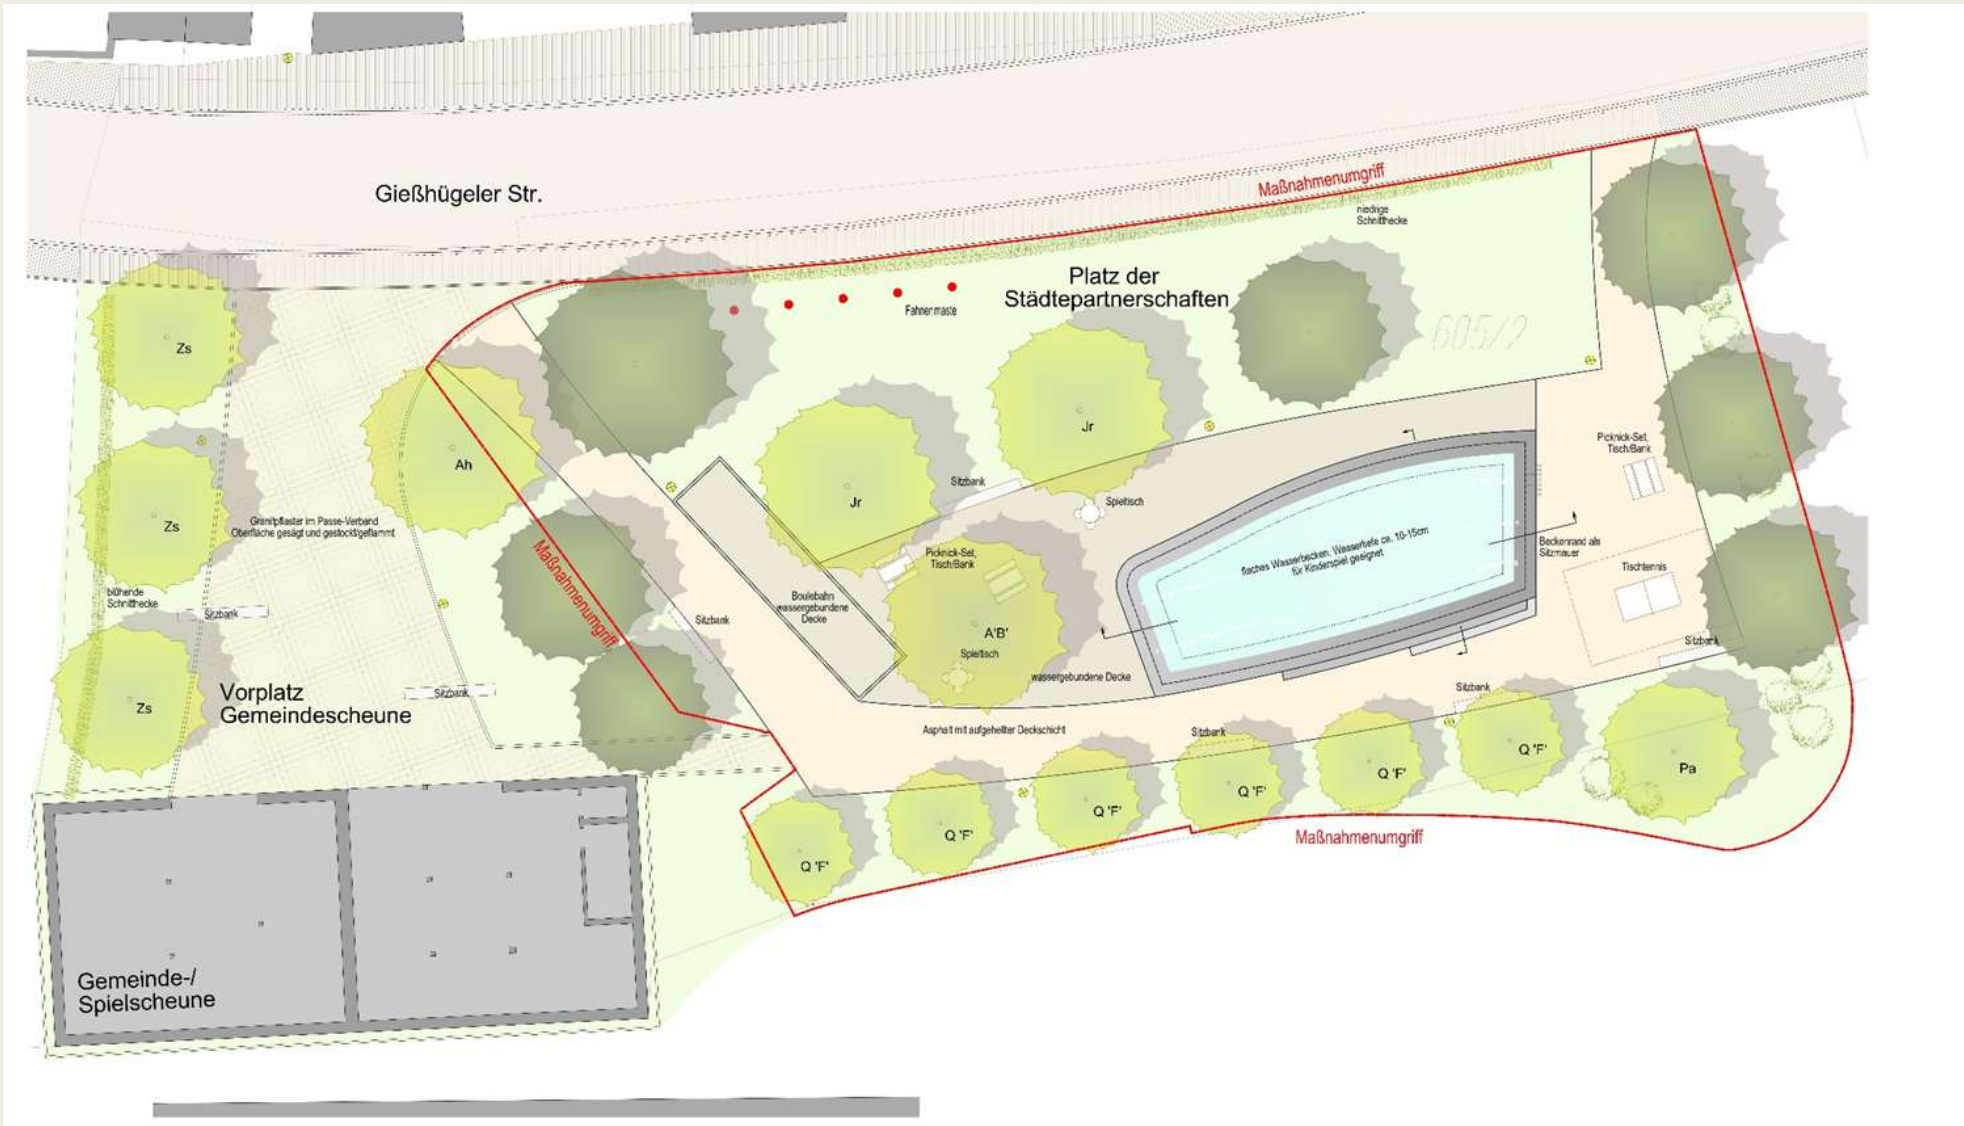 Gießhügeler Str.
Maßnahmenumgriff
niedrige
Schnitthecke
Platz der
Städtepartnerschaften
Fahnenmaste
605/2
Zs
Ah
Jr
Jr
Sitzbank
Spieltisch
Picknick-Set,
Tisch/Bank
Zs
Granitpflaster im Passe-Verband
Oberfläche gesägt und gestockt/geflammt
Maßnahmenumgriff
Picknick-Set,
Tisch/Bank
flaches Wasserbecken, Wassertiefe ca. 10-15cm
für Kinderspiel geeignet
Beckenrand als
Sitzmauer
Tischtennis
blühende
Schnitthecke
Sitzbank
Sitzbank
Boulebahn
wassergebundene
Decke
A'B'
Spieltisch
wassergebundene Decke
Sitzbank
Zs
Vorplatz
Gemeindescheune
Sitzbank
Sitzbank
Asphalt mit aufgehellter Deckschicht
Sitzbank
Q 'F'
Q 'F'
Q 'F'
Q 'F'
Q 'F'
Q 'F'
Pa
Maßnahmenumgriff
Gemeinde-/
Spielscheune